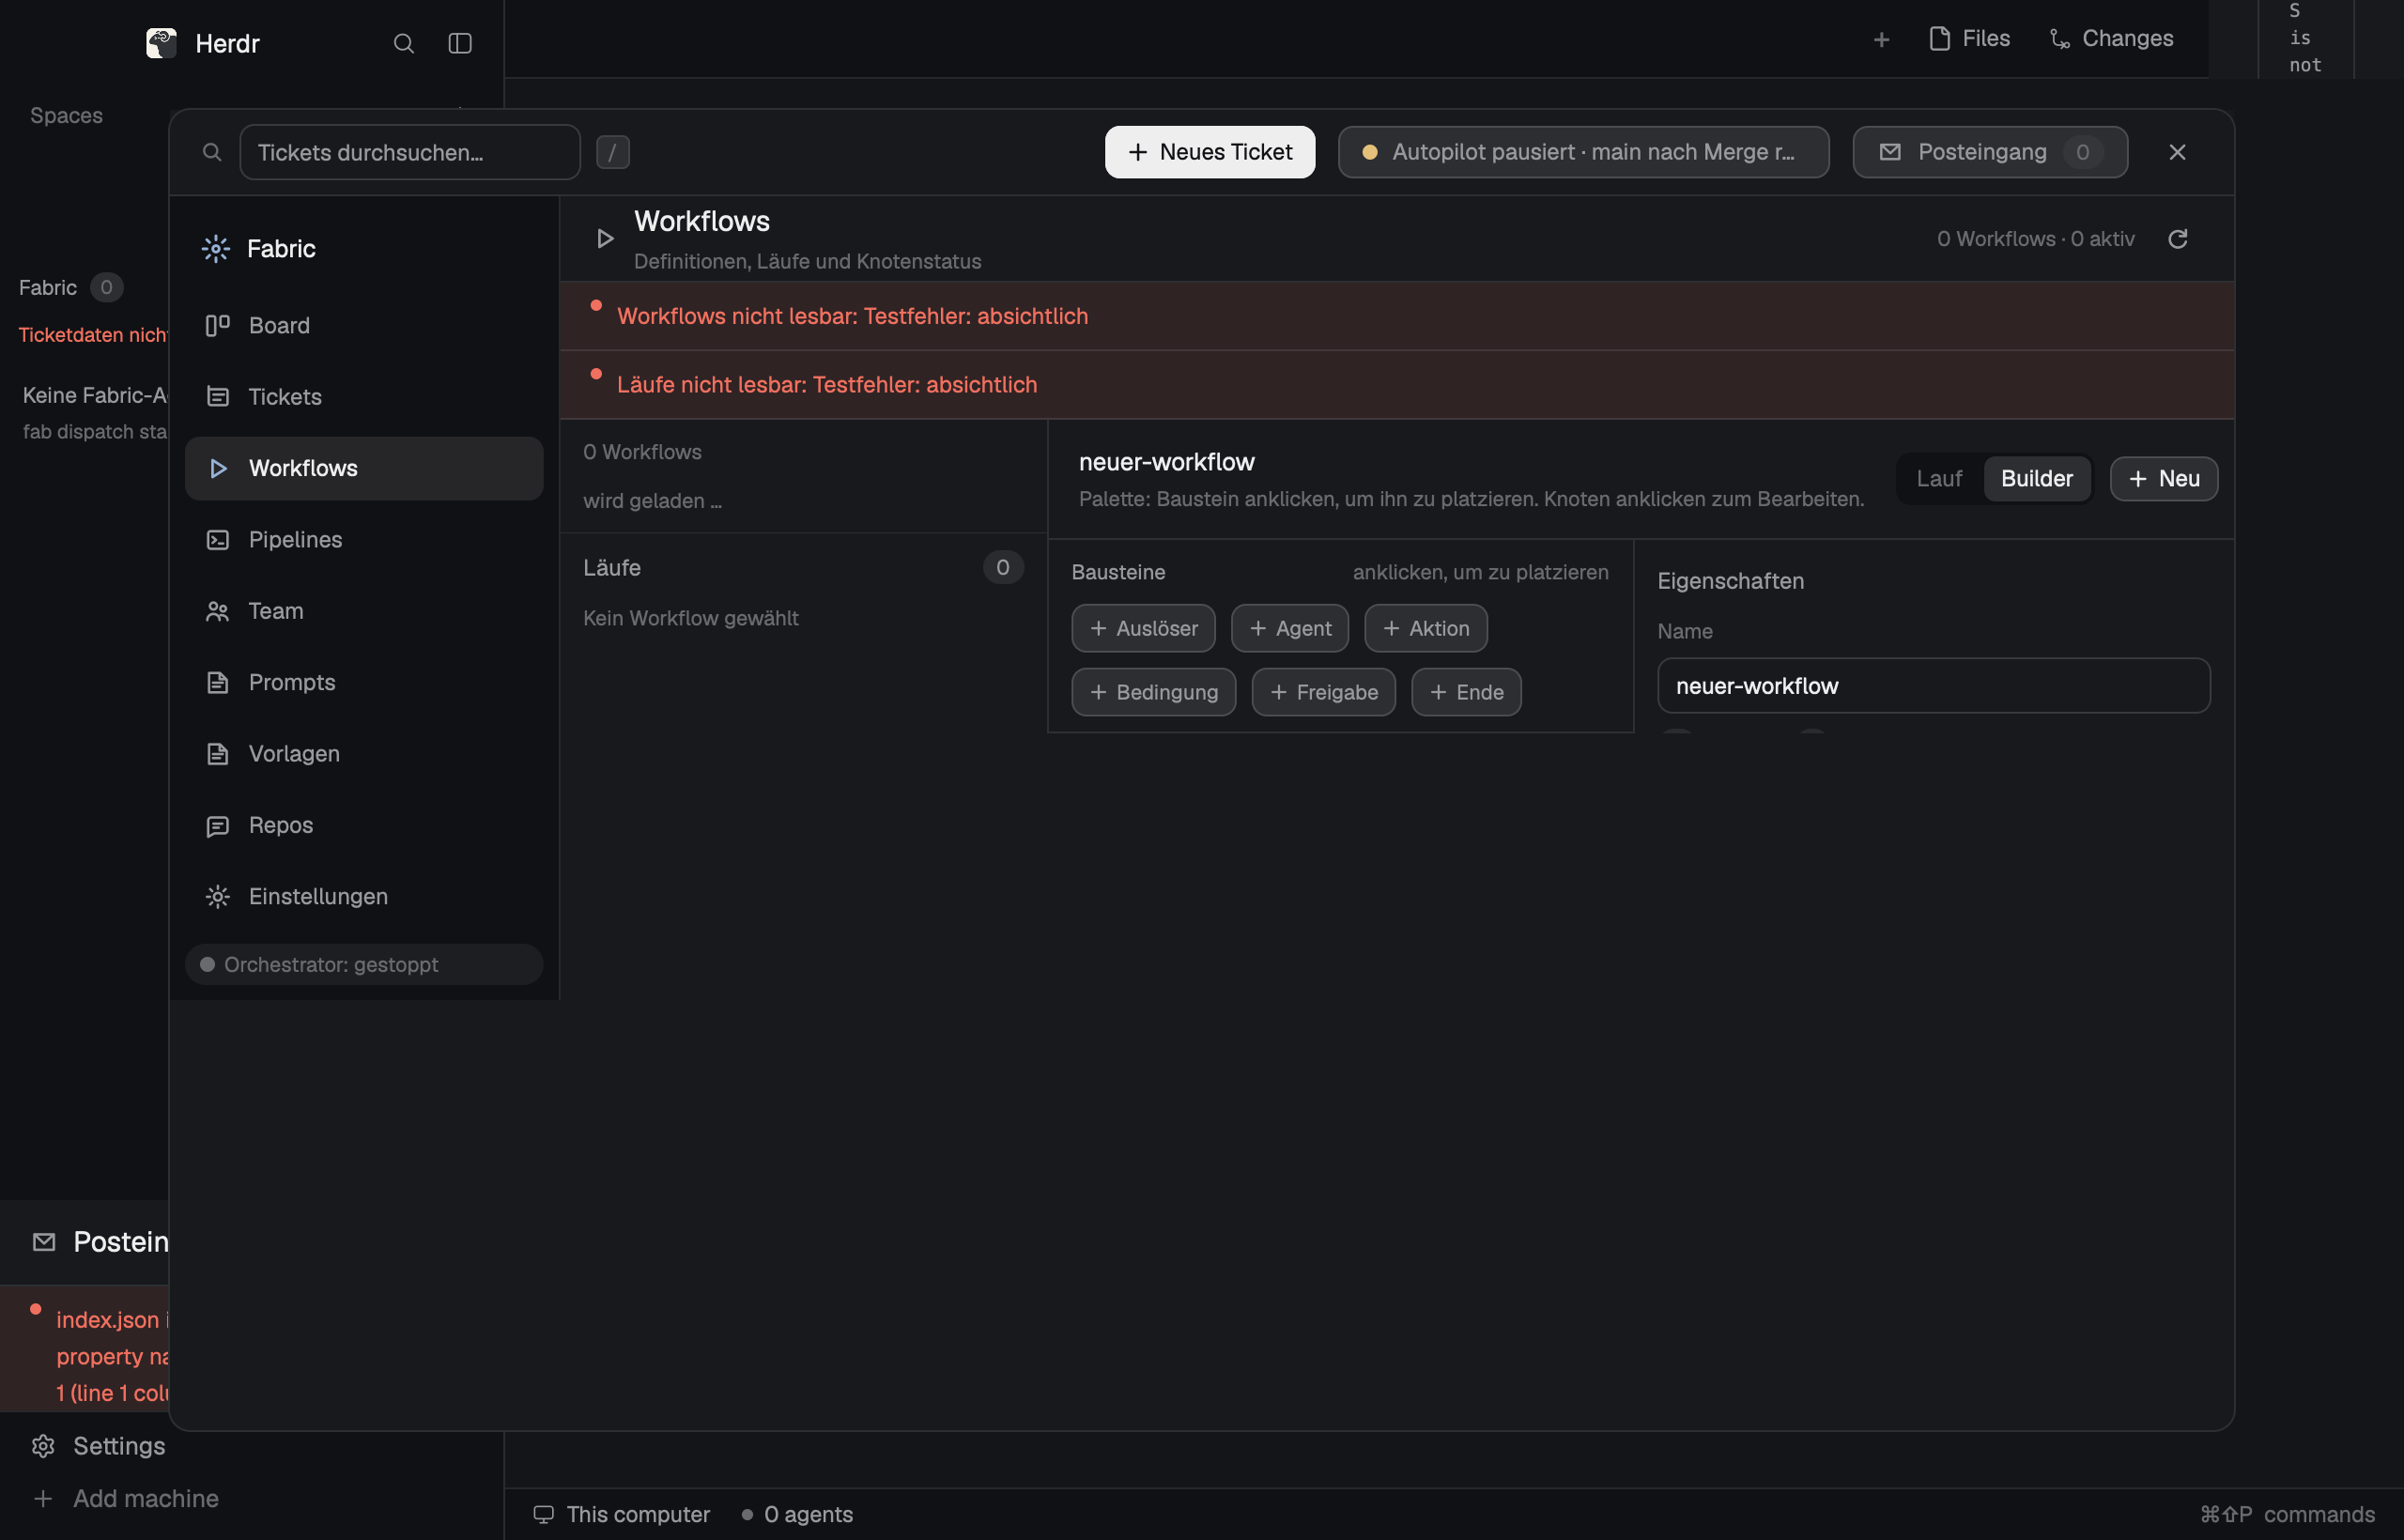 Herdr
Files
Changes
S
is
not
Spaces
Tickets durchsuchen…
/
Neues Ticket
Autopilot pausiert · main nach Merge r…
Posteingang 0
Fabric
Workflows
Definitionen, Läufe und Knotenstatus
0 Workflows · 0 aktiv
Fabric 0
Ticketdaten nich
Keine Fabric-A
fab dispatch sta
Board
Tickets
Workflows
Pipelines
Team
Prompts
Vorlagen
Repos
Einstellungen
Orchestrator: gestoppt
Workflows nicht lesbar: Testfehler: absichtlich
Läufe nicht lesbar: Testfehler: absichtlich
0 Workflows
wird geladen …
Läufe 0
Kein Workflow gewählt
neuer-workflow
Palette: Baustein anklicken, um ihn zu platzieren. Knoten anklicken zum Bearbeiten.
Lauf
Builder
+ Neu
Bausteine
anklicken, um zu platzieren
+ Auslöser
+ Agent
+ Aktion
+ Bedingung
+ Freigabe
+ Ende
Eigenschaften
Name
neuer-workflow
Postein
index.json
property na
1 (line 1 colu
Settings
+ Add machine
This computer
0 agents
⌘⇧P commands